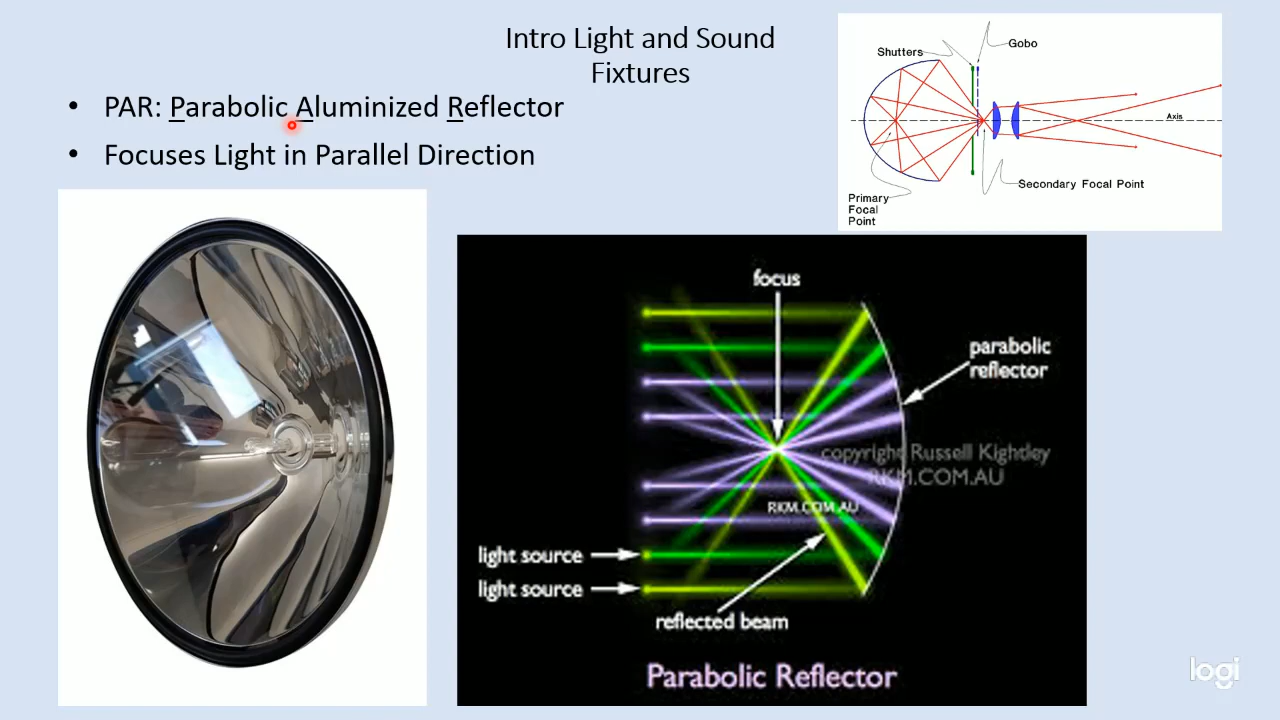 Intro Light and Sound
Fixtures
• PAR: Parabolic Aluminized Reflector
• Focuses Light in Parallel Direction
Shutters
Gobo
Axis
Secondary Focal Point
Primary
Focal
Point
focus
parabolic
reflector
copyright Russell Kightley
RKM.COM.AU
RKM.COM.AU
light source
light source
reflected beam
Parabolic Reflector
logi